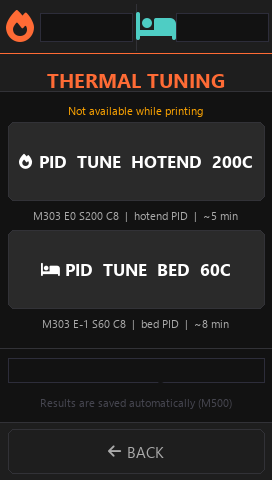 THERMAL TUNING
Not available while printing
PID TUNE HOTEND 200C
M303 E0 S200 C8 | hotend PID | ~5 min
PID TUNE BED 60C
M303 E-1 S60 C8 | bed PID | ~8 min
Results are saved automatically (M500)
BACK